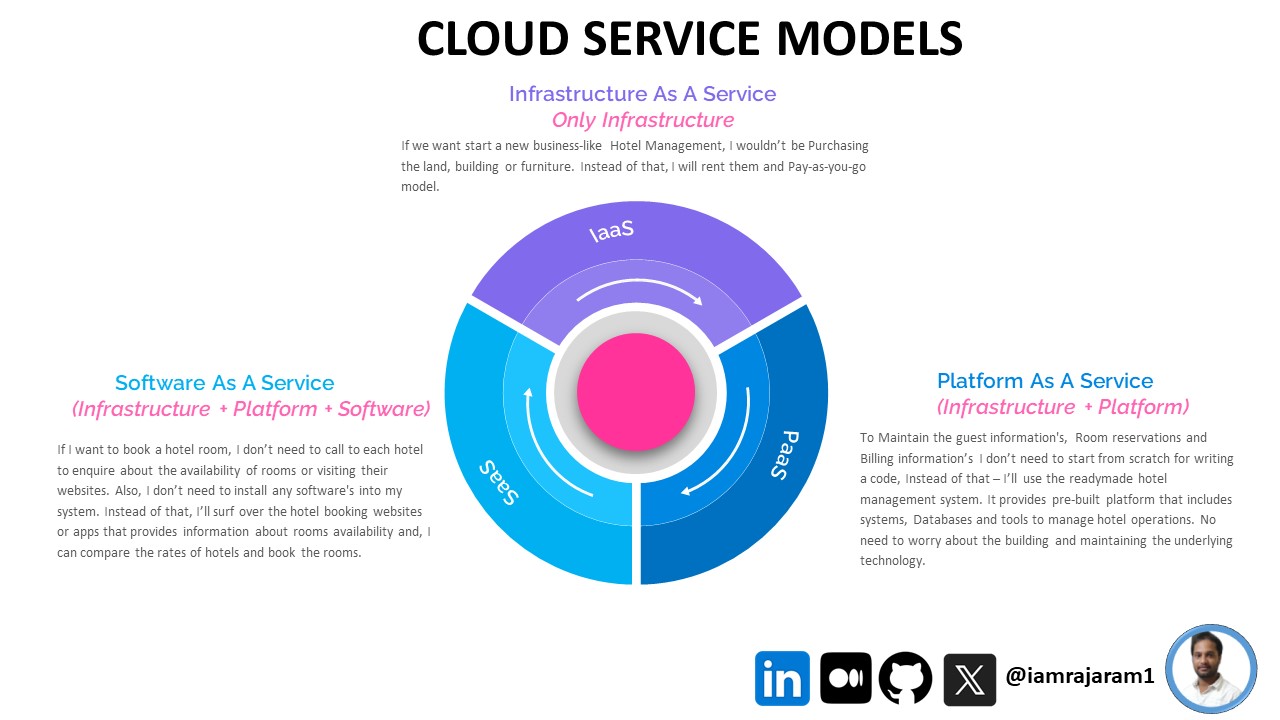 CLOUD SERVICE MODELS
Infrastructure As A Service
Only Infrastructure
If we want start a new business-like Hotel Management, I wouldn’t be Purchasing
the land, building or furniture. Instead of that, I will rent them and Pay-as-you-go
model.
IaaS
Software As A Service
(Infrastructure + Platform + Software)
If I want to book a hotel room, I don’t need to call to each hotel
to enquire about the availability of rooms or visiting their
websites. Also, I don’t need to install any software's into my
system. Instead of that, I’ll surf over the hotel booking websites
or apps that provides information about rooms availability and, I
can compare the rates of hotels and book the rooms.
SaaS
PaaS
Platform As A Service
(Infrastructure + Platform)
To Maintain the guest information's, Room reservations and
Billing information’s I don’t need to start from scratch for writing
a code, Instead of that – I’ll use the readymade hotel
management system. It provides pre-built platform that includes
systems, Databases and tools to manage hotel operations. No
need to worry about the building and maintaining the underlying
technology.
in
X
@iamrajaram1